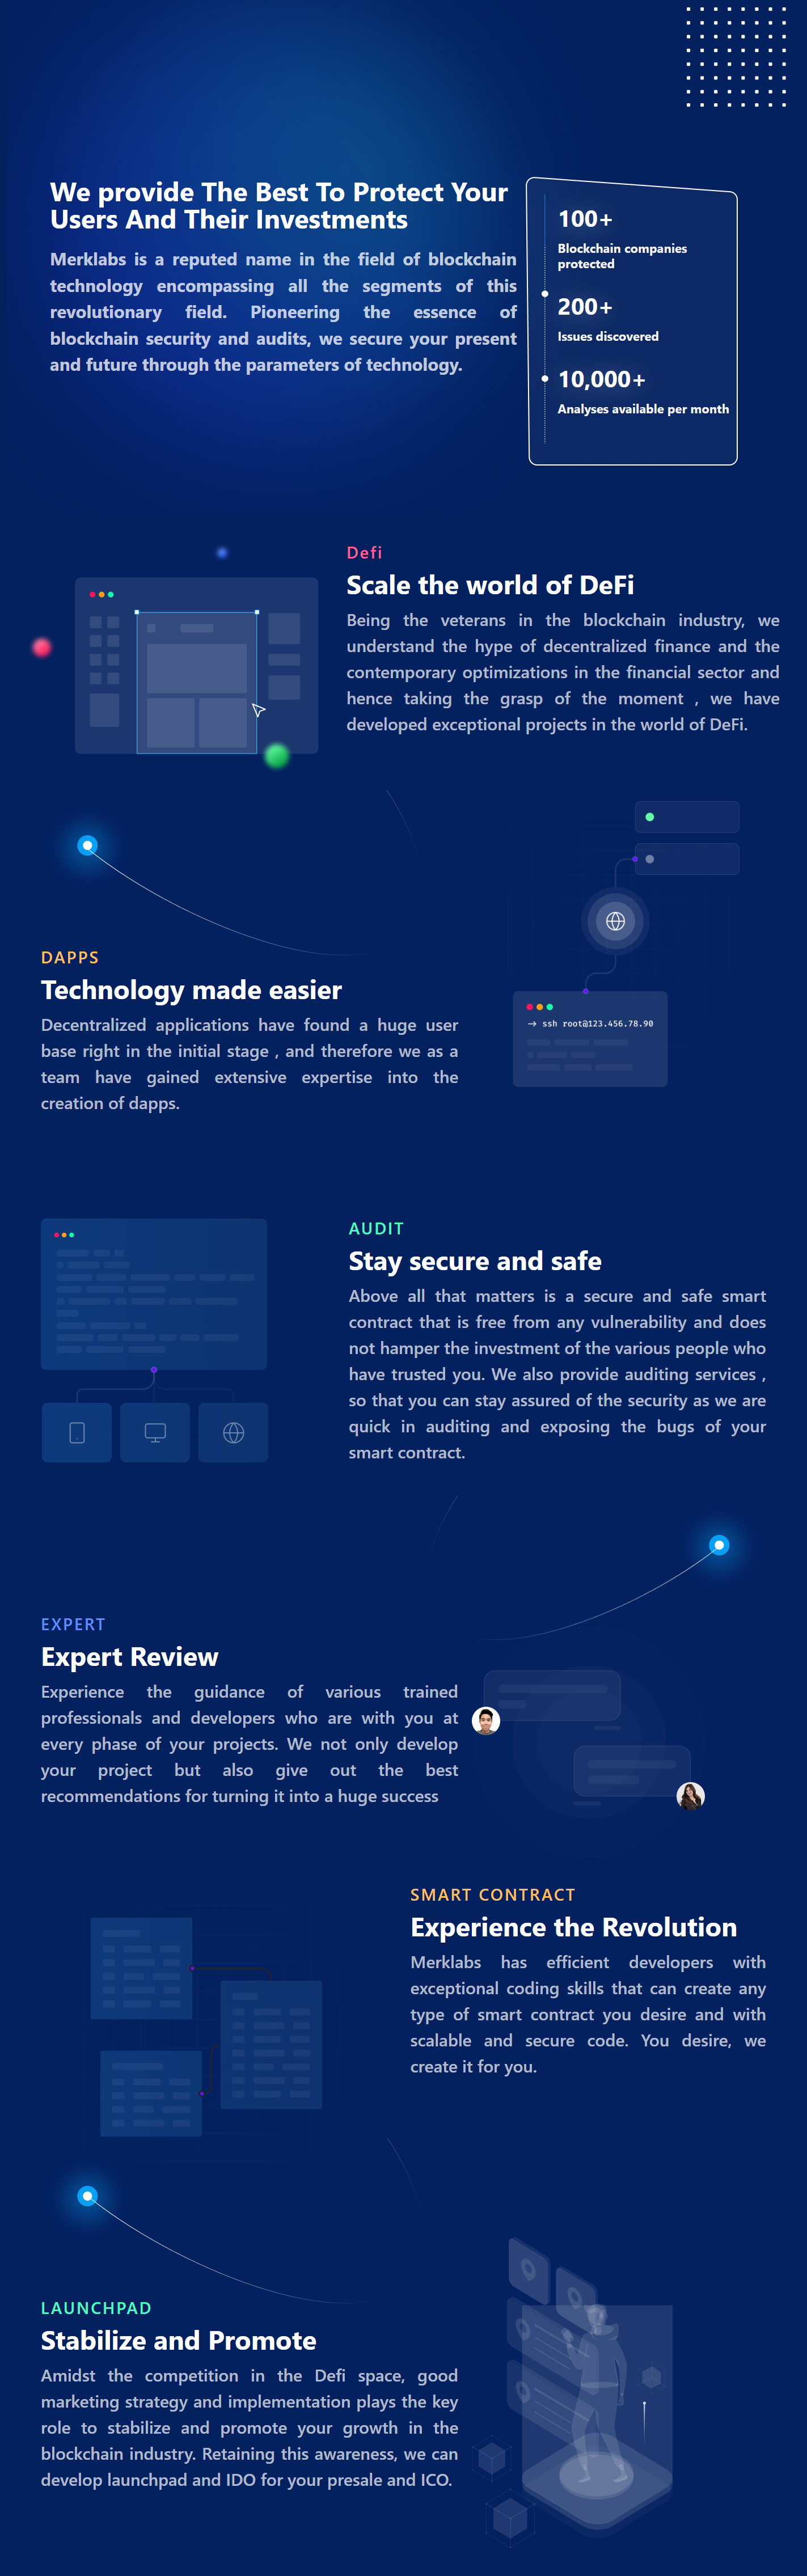 We provide The Best To Protect Your
Users And Their Investments
Merklabs is a reputed name in the field of blockchain
technology encompassing all the segments of this
revolutionary field. Pioneering the essence of
blockchain security and audits, we secure your present
and future through the parameters of technology.
100+
Blockchain companies
protected
200+
Issues discovered
10,000+
Analyses available per month
Defi
Scale the world of DeFi
Being the veterans in the blockchain industry, we
understand the hype of decentralized finance and the
contemporary optimizations in the financial sector and
hence taking the grasp of the moment , we have
developed exceptional projects in the world of DeFi.
DAPPS
Technology made easier
Decentralized applications have found a huge user
base right in the initial stage , and therefore we as a
team have gained extensive expertise into the
creation of dapps.
→ ssh root@123.456.78.90
AUDIT
Stay secure and safe
Above all that matters is a secure and safe smart
contract that is free from any vulnerability and does
not hamper the investment of the various people who
have trusted you. We also provide auditing services ,
so that you can stay assured of the security as we are
quick in auditing and exposing the bugs of your
smart contract.
EXPERT
Expert Review
Experience the guidance of various trained
professionals and developers who are with you at
every phase of your projects. We not only develop
your project but also give out the best
recommendations for turning it into a huge success
SMART CONTRACT
Experience the Revolution
Merklabs has efficient developers with
exceptional coding skills that can create any
type of smart contract you desire and with
scalable and secure code. You desire, we
create it for you.
LAUNCHPAD
Stabilize and Promote
Amidst the competition in the Defi space, good
marketing strategy and implementation plays the key
role to stabilize and promote your growth in the
blockchain industry. Retaining this awareness, we can
develop launchpad and IDO for your presale and ICO.